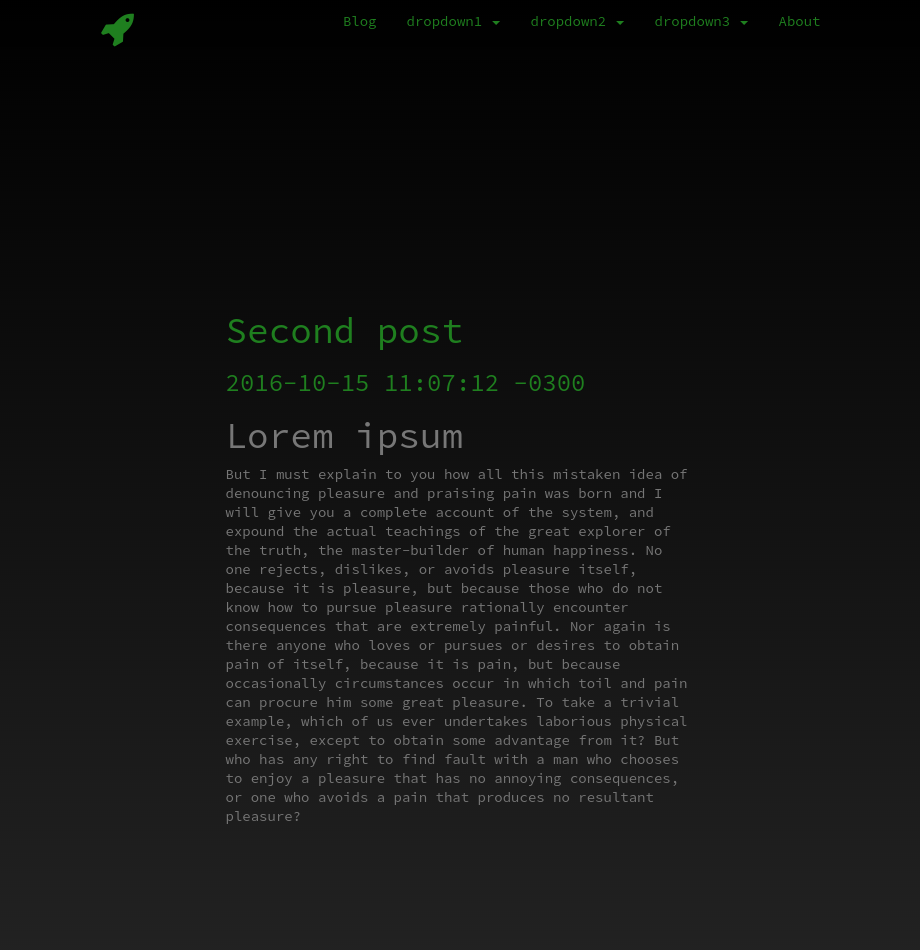 Blog dropdown1 dropdown2 dropdown3 About
Second post
2016-10-15 11:07:12 -0300
Lorem ipsum
But I must explain to you how all this mistaken idea of
denouncing pleasure and praising pain was born and I
will give you a complete account of the system, and
expound the actual teachings of the great explorer of
the truth, the master-builder of human happiness. No
one rejects, dislikes, or avoids pleasure itself,
because it is pleasure, but because those who do not
know how to pursue pleasure rationally encounter
consequences that are extremely painful. Nor again is
there anyone who loves or pursues or desires to obtain
pain of itself, because it is pain, but because
occasionally circumstances occur in which toil and pain
can procure him some great pleasure. To take a trivial
example, which of us ever undertakes laborious physical
exercise, except to obtain some advantage from it? But
who has any right to find fault with a man who chooses
to enjoy a pleasure that has no annoying consequences,
or one who avoids a pain that produces no resultant
pleasure?